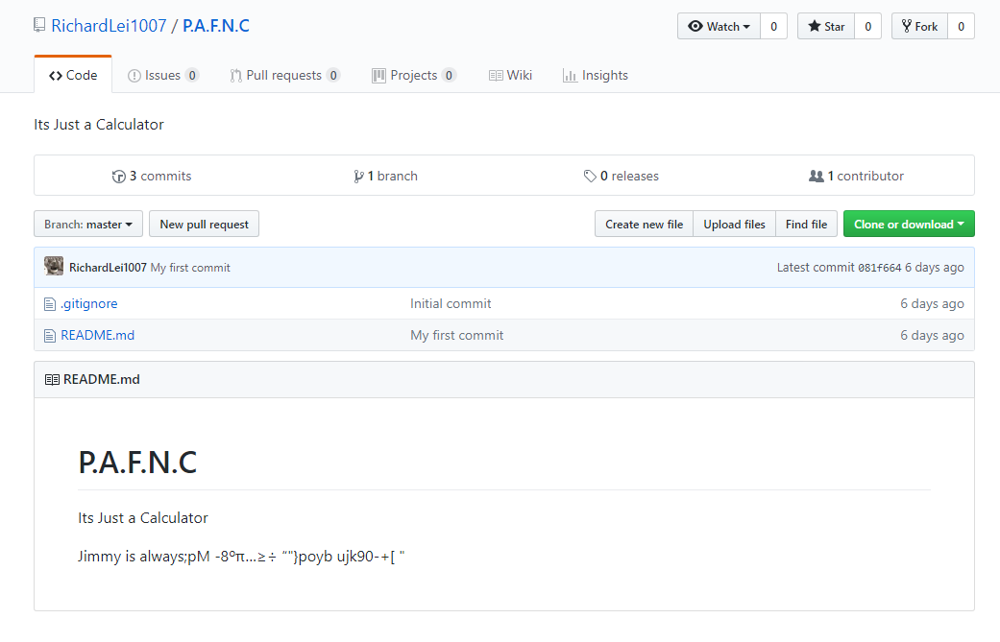 RichardLei1007 / P.A.F.N.C
Watch 0 Star 0 Fork 0
Code Issues 0 Pull requests 0 Projects 0 Wiki Insights
Its Just a Calculator
3 commits 1 branch 0 releases 1 contributor
Branch: master New pull request Create new file Upload files Find file Clone or download
RichardLei1007 My first commit Latest commit 081f664 6 days ago
.gitignore Initial commit 6 days ago
README.md My first commit 6 days ago
README.md
P.A.F.N.C
Its Just a Calculator
Jimmy is always;pM -8ºπ...≥÷ “"}poyb ujk90-+[ "